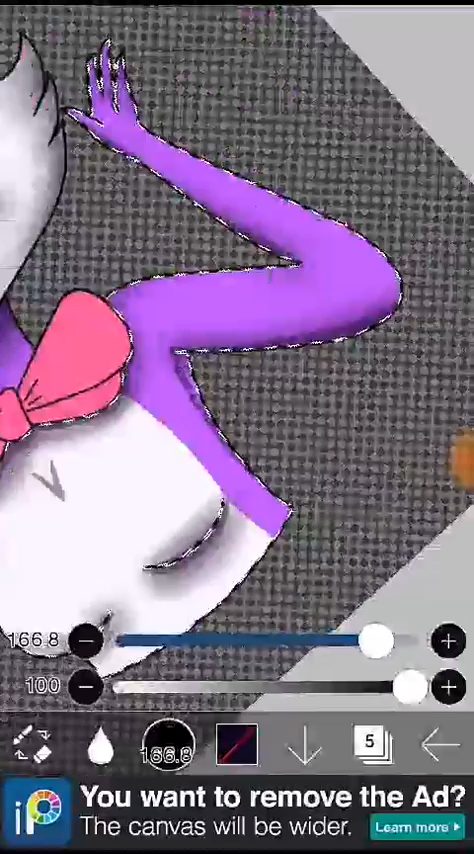 166.8
100
166.8
5
iP
You want to remove the Ad?
The canvas will be wider.
Learn more